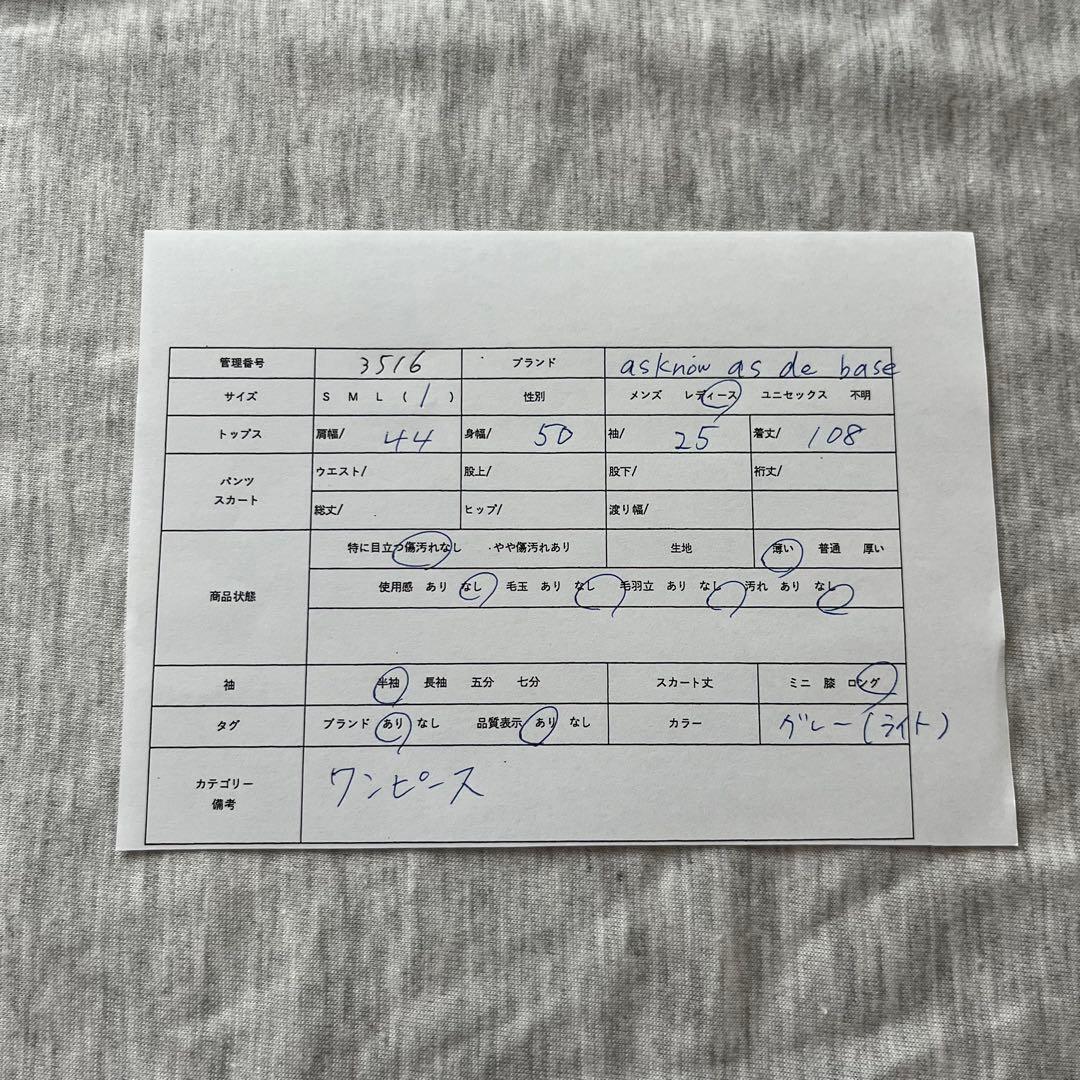 管理番号 3516 ブランド asknow as de base
サイズ S M L ( 1 ) 性別 メンズ レディース ユニセックス 不明
トップス 肩幅/ 44 身幅/ 50 袖/ 25 着丈/ 108
パンツ スカート ウエスト/ 股上/ 股下/ 裄丈/
総丈/ ヒップ/ 渡り幅/
商品状態 特に目立つ傷汚れなし ・やや傷汚れあり 生地 薄い 普通 厚い
使用感 あり なし 毛玉 あり なし 毛羽立 あり なし 汚れ あり なし
袖 半袖 長袖 五分 七分 スカート丈 ミニ 膝 ロング
タグ ブランド あり なし 品質表示 あり なし カラー グレー(ライト)
カテゴリー 備考 ワンピース